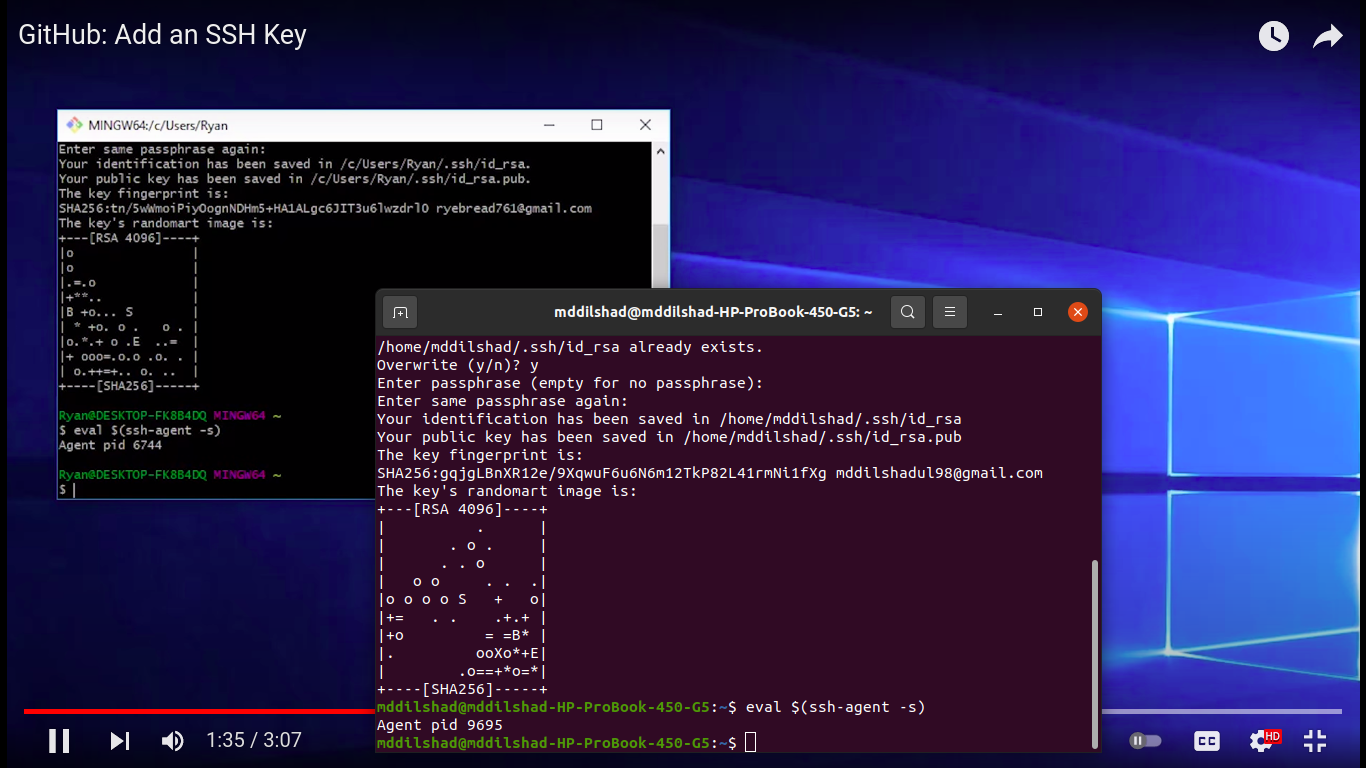 GitHub: Add an SSH Key
MINGW64:/c/Users/Ryan
Enter same passphrase again:
Your identification has been saved in /c/Users/Ryan/.ssh/id_rsa.
Your public key has been saved in /c/Users/Ryan/.ssh/id_rsa.pub.
The key fingerprint is:
SHA256:tn/5wWmoiPiyOognNDHm5+HA1ALgc6JIT3u6lwzdrl0 ryebread761@gmail.com
The key's randomart image is:
+---[RSA 4096]----+
|o                |
|o                |
|.=.o             |
|+**..            |
|B +o... S        |
| * +o. o .   o . |
|o.*.+ o .E  ..=  |
|+ ooo=.o.o .o. . |
| o.++=+.. o. ..  |
+----[SHA256]-----+
Ryan@DESKTOP-FK8B4DQ MINGW64 ~
$ eval $(ssh-agent -s)
Agent pid 6744
Ryan@DESKTOP-FK8B4DQ MINGW64 ~
$
mddilshad@mddilshad-HP-ProBook-450-G5: ~
/home/mddilshad/.ssh/id_rsa already exists.
Overwrite (y/n)? y
Enter passphrase (empty for no passphrase):
Enter same passphrase again:
Your identification has been saved in /home/mddilshad/.ssh/id_rsa
Your public key has been saved in /home/mddilshad/.ssh/id_rsa.pub
The key fingerprint is:
SHA256:gqjgLBnXR12e/9XqwuF6u6N6m12TkP82L41rmNi1fXg mddilshadul98@gmail.com
The key's randomart image is:
+---[RSA 4096]----+
|          .      |
|       . o .     |
|      . . o      |
|   o o     . .  .|
|o o o o S   +   o|
|+=   . .    .+.+ |
|+o         = =B* |
|.         ooXo*+E|
|        .o==+*o=*|
+----[SHA256]-----+
mddilshad@mddilshad-HP-ProBook-450-G5:~$ eval $(ssh-agent -s)
Agent pid 9695
mddilshad@mddilshad-HP-ProBook-450-G5:~$
1:35 / 3:07
CC
HD